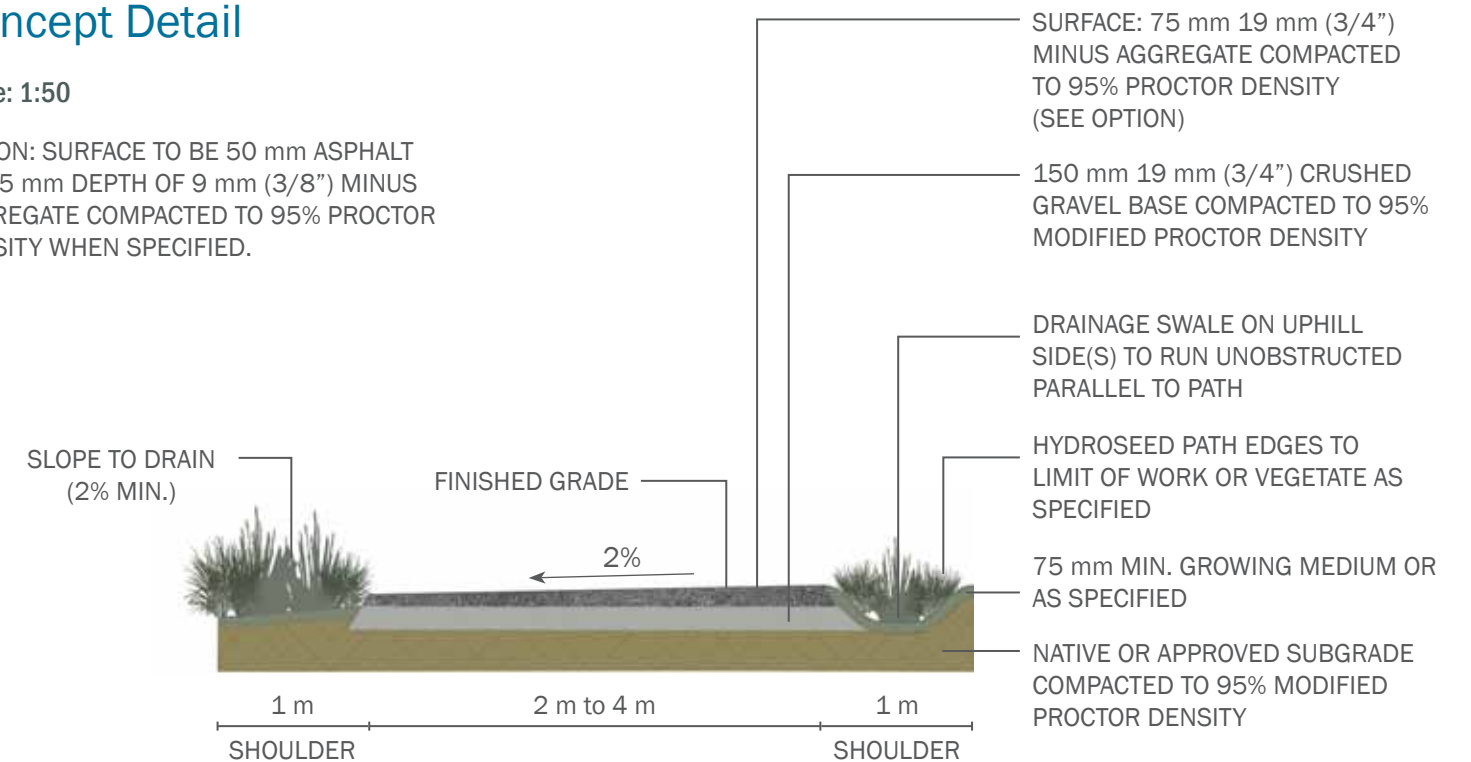 ncept Detail
e: 1:50
ON: SURFACE TO BE 50 mm ASPHALT
5 mm DEPTH OF 9 mm (3/8”) MINUS
REGATE COMPACTED TO 95% PROCTOR
SITY WHEN SPECIFIED.
SURFACE: 75 mm 19 mm (3/4”)
MINUS AGGREGATE COMPACTED
TO 95% PROCTOR DENSITY
(SEE OPTION)
150 mm 19 mm (3/4”) CRUSHED
GRAVEL BASE COMPACTED TO 95%
MODIFIED PROCTOR DENSITY
DRAINAGE SWALE ON UPHILL
SIDE(S) TO RUN UNOBSTRUCTED
PARALLEL TO PATH
HYDROSEED PATH EDGES TO
LIMIT OF WORK OR VEGETATE AS
SPECIFIED
75 mm MIN. GROWING MEDIUM OR
AS SPECIFIED
NATIVE OR APPROVED SUBGRADE
COMPACTED TO 95% MODIFIED
PROCTOR DENSITY
SLOPE TO DRAIN
(2% MIN.)
FINISHED GRADE
2%
1 m
2 m to 4 m
1 m
SHOULDER
SHOULDER